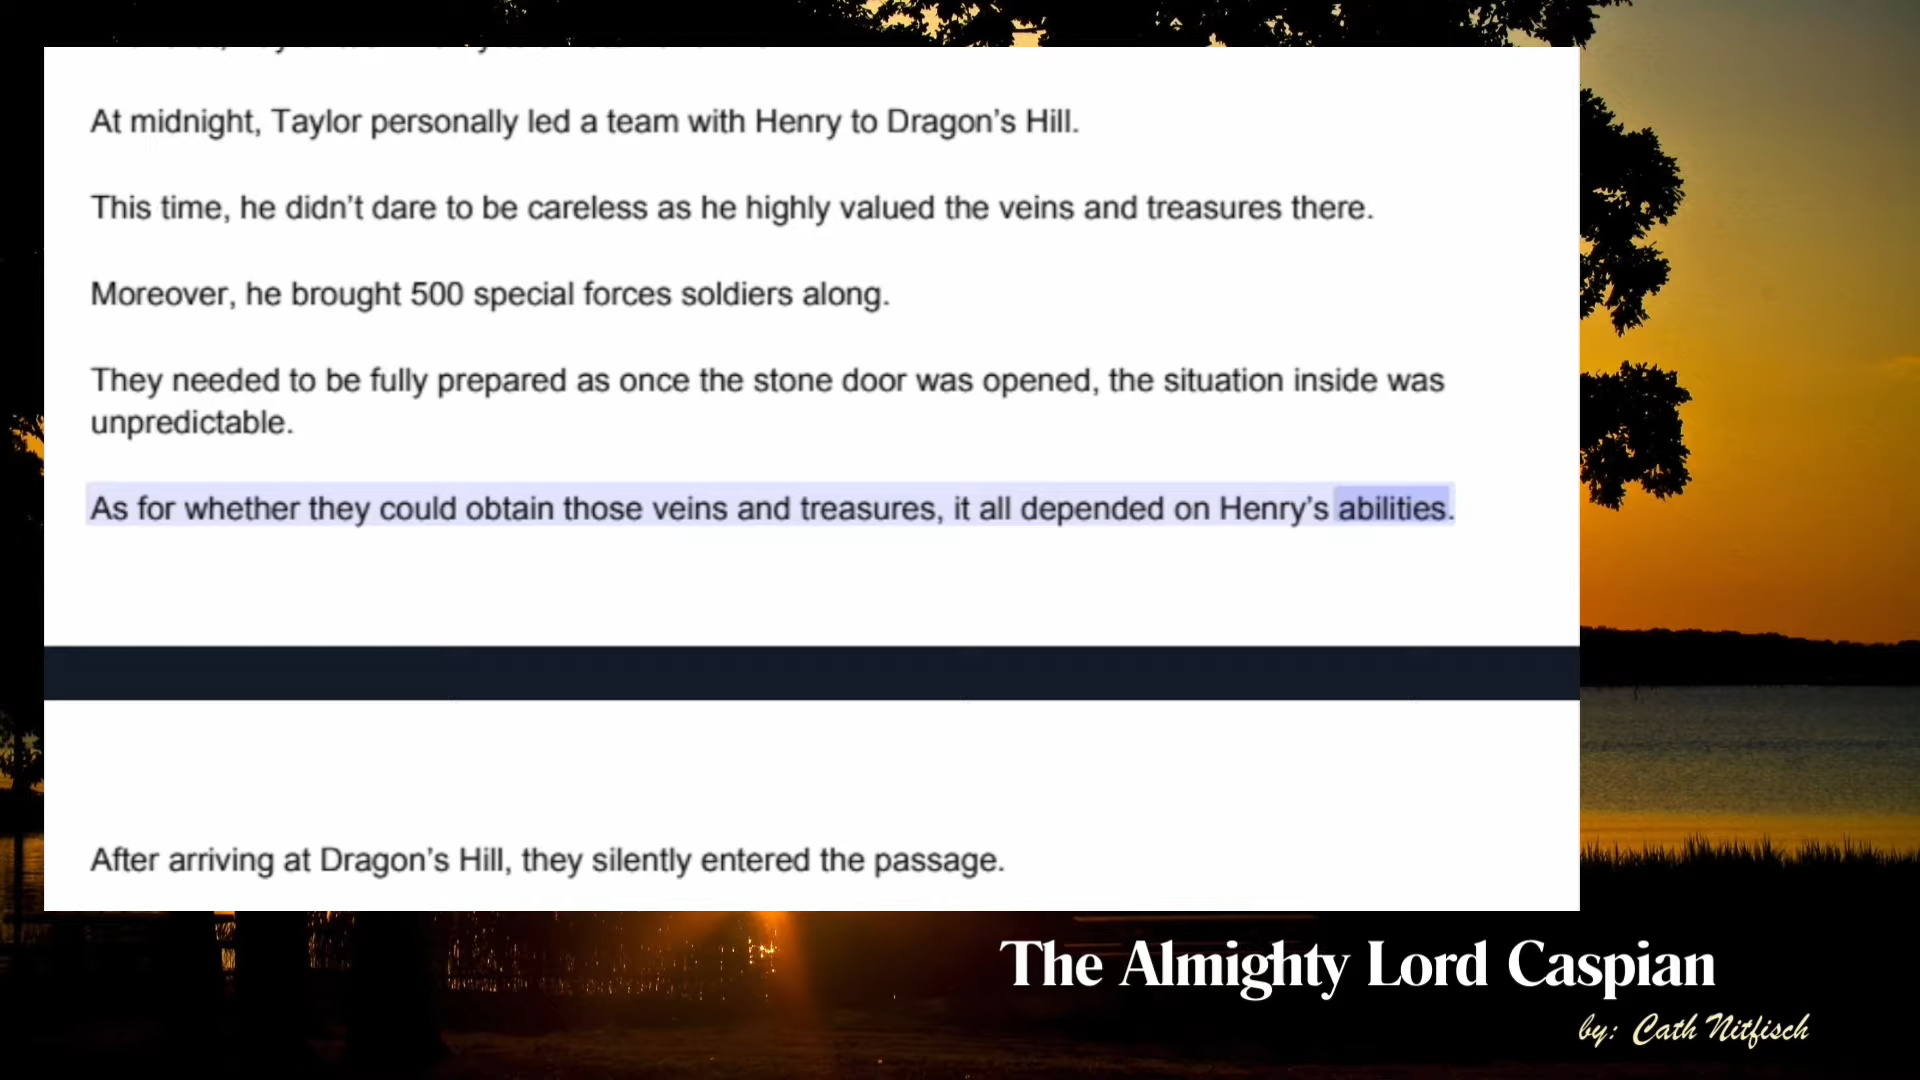 At midnight, Taylor personally led a team with Henry to Dragon's Hill.
This time, he didn't dare to be careless as he highly valued the veins and treasures there.
Moreover, he brought 500 special forces soldiers along.
They needed to be fully prepared as once the stone door was opened, the situation inside was
unpredictable.
As for whether they could obtain those veins and treasures, it all depended on Henry's abilities.
After arriving at Dragon's Hill, they silently entered the passage.
The Almighty Lord Caspian
by: Cath Nitfisch